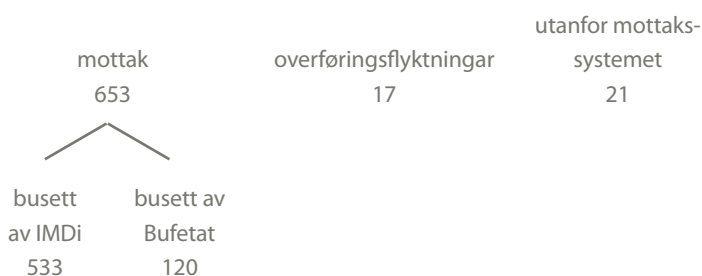 mottak
653
overføringsflyktningar
17
utanfor mottaks-
systemet
21
busett
av IMDi
533
busett av
Bufetat
120